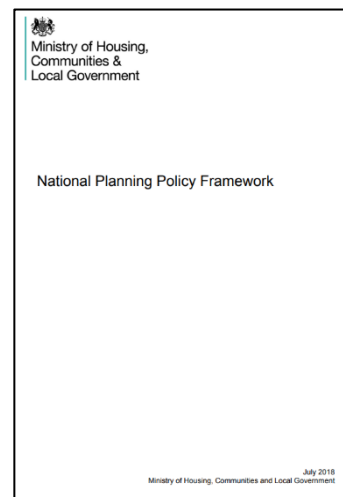 Ministry of Housing,
Communities &
Local Government
National Planning Policy Framework
July 2018
Ministry of Housing, Communities and Local Government